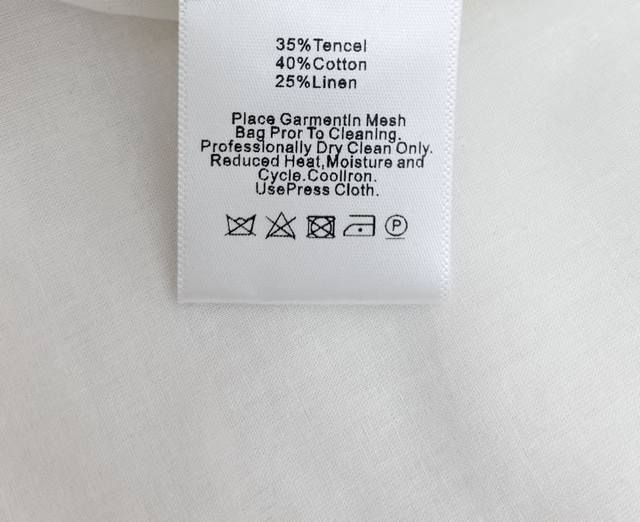 35%Tencel
40%Cotton
25%Linen
Place GarmentIn Mesh
Bag Pror To Cleaning.
Professionally Dry Clean Only.
Reduced Heat,Moisture and
Cycle.CoolIron.
UsePress Cloth.
P